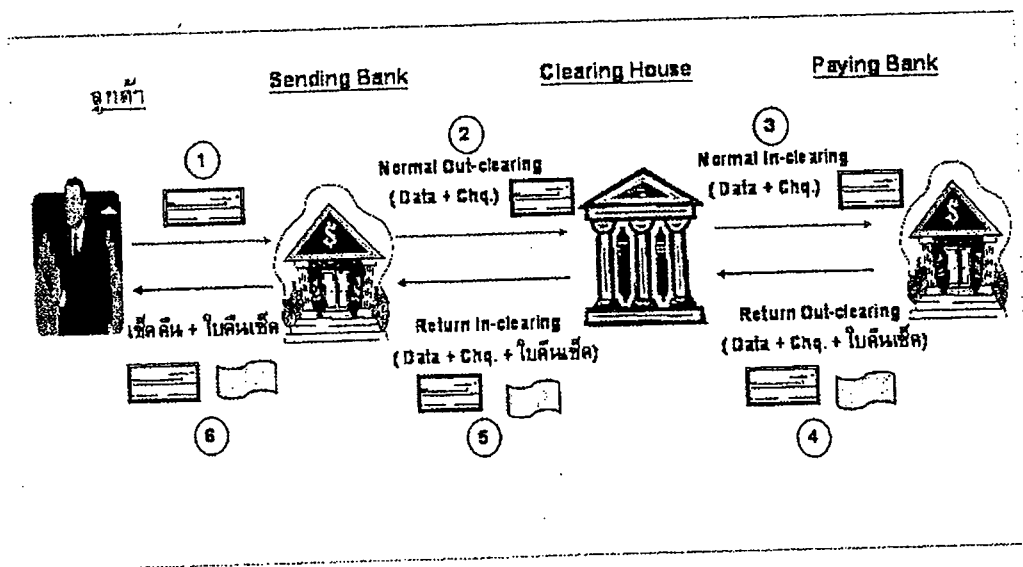 ลูกค้า
Sending Bank
Clearing House
Paying Bank
1
2
3
Normal Out-clearing
(Data + Chq.)
Normal In-clearing
(Data + Chq.)
$
$
เช็คคืน + ใบคืนเช็ค
Return In-clearing
(Data + Chq. + ใบคืนเช็ค)
Return Out-clearing
(Data + Chq. + ใบคืนเช็ค)
6
5
4